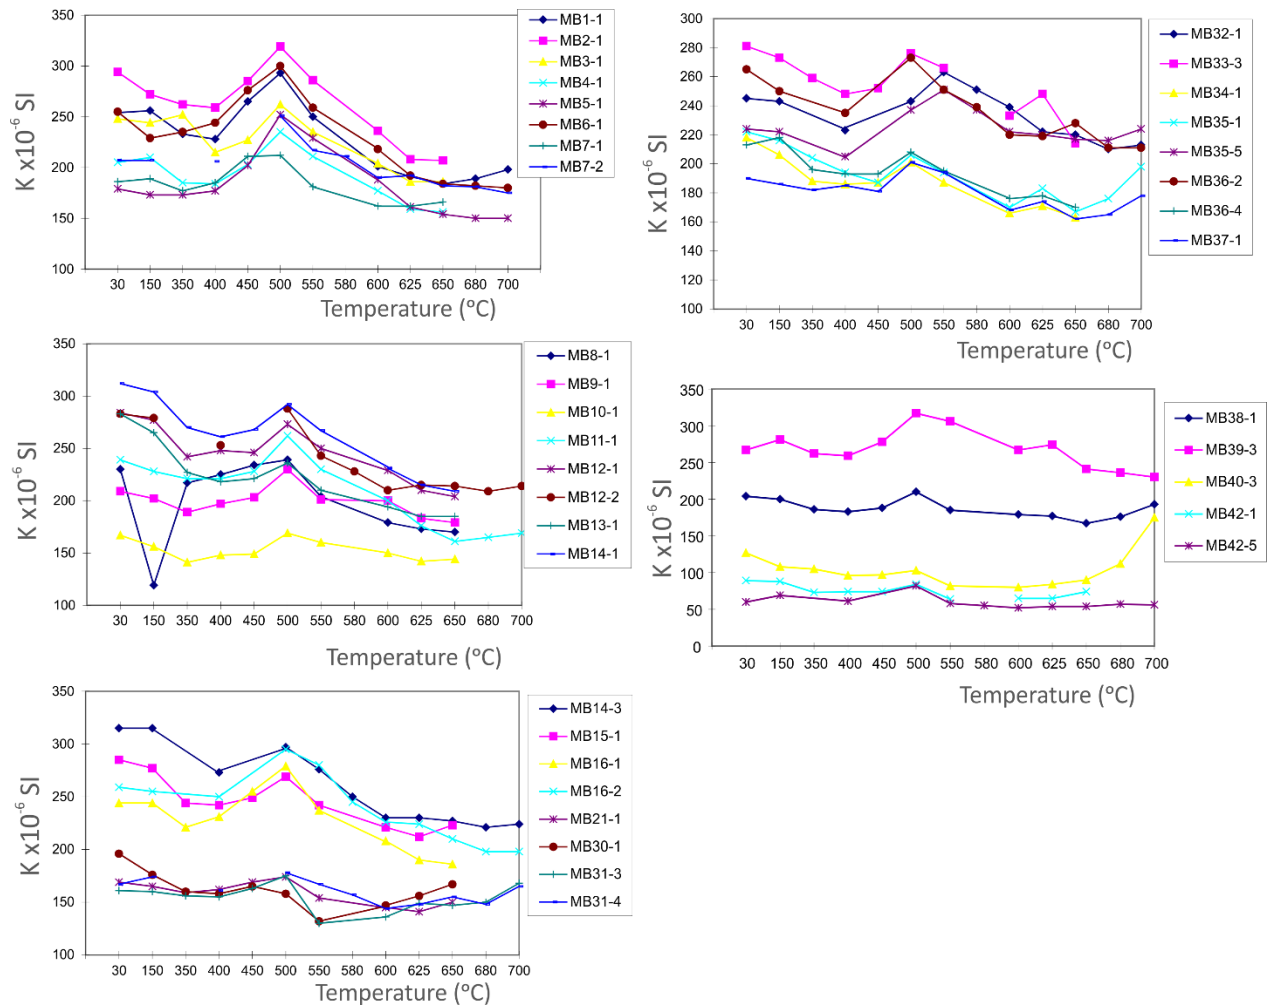 K x10⁻⁶ SI
350
300
250
200
150
100
30 150 350 400 450 500 550 600 625 650 680 700
Temperature (°C)
MB1-1
MB2-1
MB3-1
MB4-1
MB5-1
MB6-1
MB7-1
MB7-2
K x10⁻⁶ SI
300
280
260
240
220
200
180
160
140
120
100
30 150 350 400 450 500 550 580 600 625 650 680 700
Temperature (°C)
MB32-1
MB33-3
MB34-1
MB35-1
MB35-5
MB36-2
MB36-4
MB37-1
K x10⁻⁶ SI
350
300
250
200
150
100
30 150 350 400 450 500 550 580 600 625 650 680 700
Temperature (°C)
MB8-1
MB9-1
MB10-1
MB11-1
MB12-1
MB12-2
MB13-1
MB14-1
K x10⁻⁶ SI
350
300
250
200
150
100
50
0
30 150 350 400 450 500 550 580 600 625 650 680 700
Temperature (°C)
MB38-1
MB39-3
MB40-3
MB42-1
MB42-5
K x10⁻⁶ SI
350
300
250
200
150
100
30 150 350 400 450 500 550 580 600 625 650 680 700
Temperature (°C)
MB14-3
MB15-1
MB16-1
MB16-2
MB21-1
MB30-1
MB31-3
MB31-4